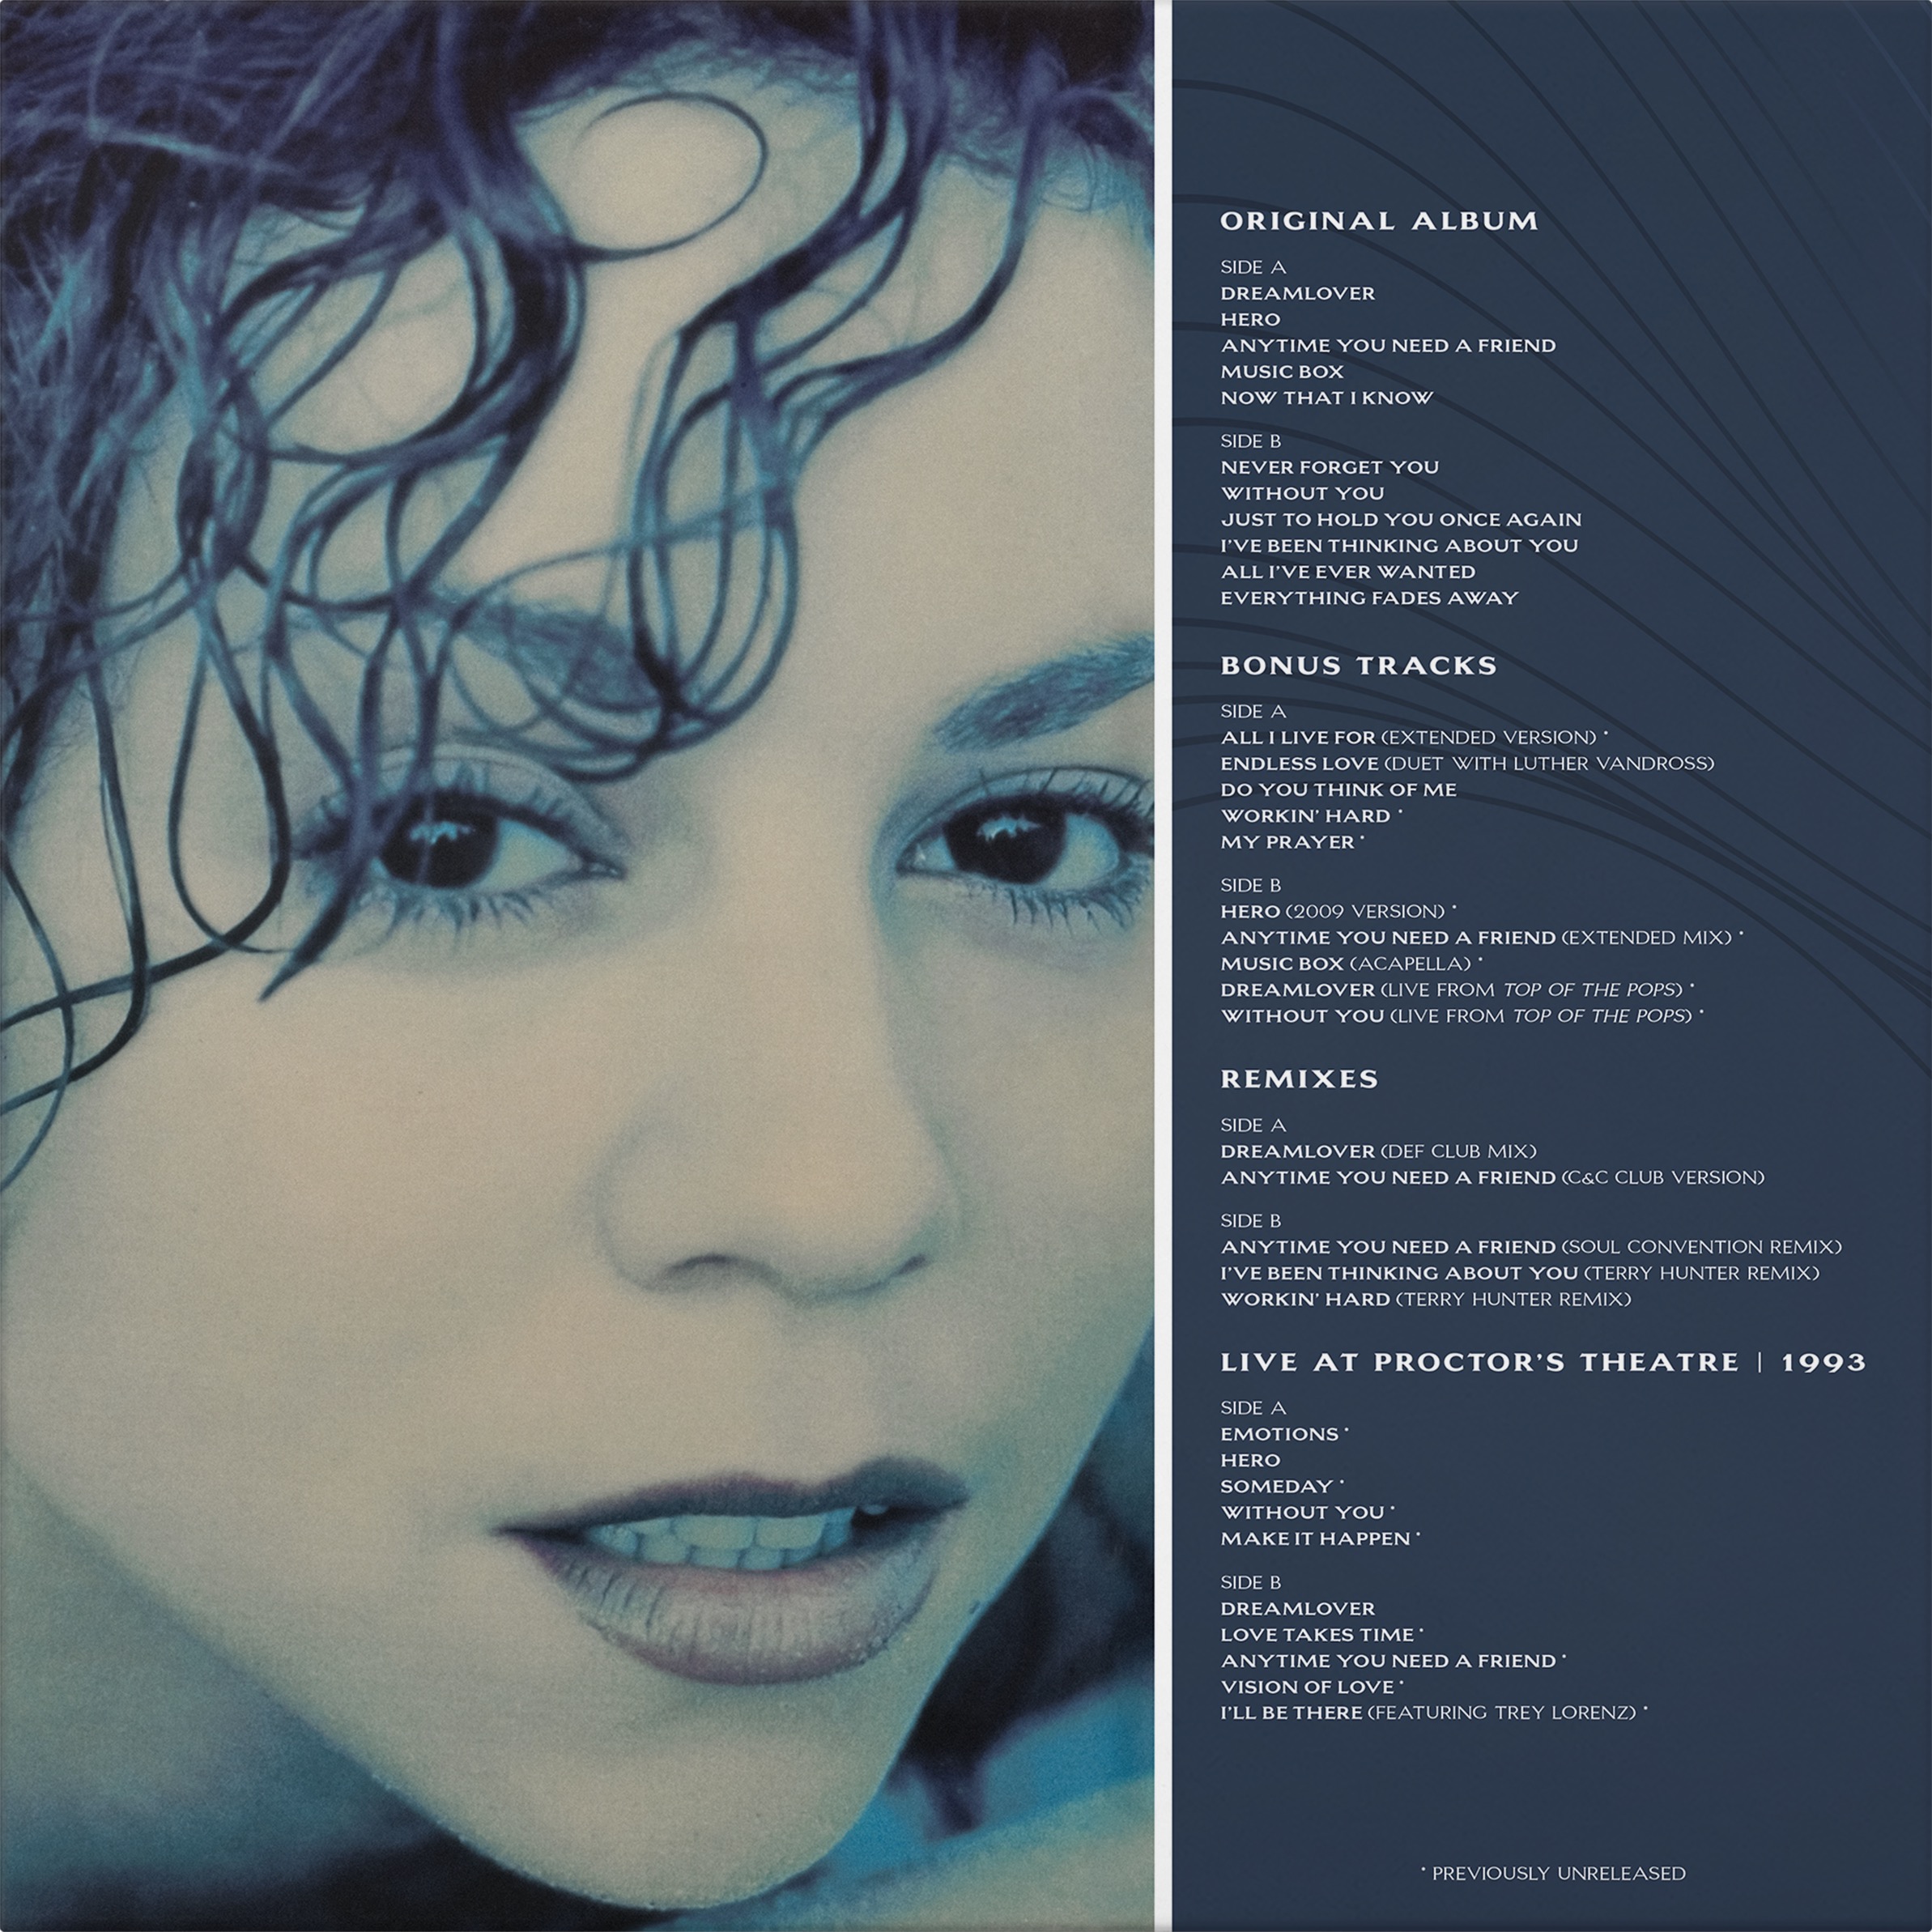 ORIGINAL ALBUM
SIDE A
DREAMLOVER
HERO
ANYTIME YOU NEED A FRIEND
MUSIC BOX
NOW THAT I KNOW
SIDE B
NEVER FORGET YOU
WITHOUT YOU
JUST TO HOLD YOU ONCE AGAIN
I'VE BEEN THINKING ABOUT YOU
ALL I'VE EVER WANTED
EVERYTHING FADES AWAY
BONUS TRACKS
SIDE A
ALL I LIVE FOR (EXTENDED VERSION) *
ENDLESS LOVE (DUET WITH LUTHER VANDROSS)
DO YOU THINK OF ME
WORKIN' HARD *
MY PRAYER *
SIDE B
HERO (2009 VERSION) *
ANYTIME YOU NEED A FRIEND (EXTENDED MIX) *
MUSIC BOX (ACAPELLA) *
DREAMLOVER (LIVE FROM TOP OF THE POPS) *
WITHOUT YOU (LIVE FROM TOP OF THE POPS) *
REMIXES
SIDE A
DREAMLOVER (DEF CLUB MIX)
ANYTIME YOU NEED A FRIEND (C&C CLUB VERSION)
SIDE B
ANYTIME YOU NEED A FRIEND (SOUL CONVENTION REMIX)
I'VE BEEN THINKING ABOUT YOU (TERRY HUNTER REMIX)
WORKIN' HARD (TERRY HUNTER REMIX)
LIVE AT PROCTOR'S THEATRE | 1993
SIDE A
EMOTIONS *
HERO
SOMEDAY *
WITHOUT YOU *
MAKE IT HAPPEN *
SIDE B
DREAMLOVER
LOVE TAKES TIME *
ANYTIME YOU NEED A FRIEND *
VISION OF LOVE *
I'LL BE THERE (FEATURING TREY LORENZ) *
* PREVIOUSLY UNRELEASED